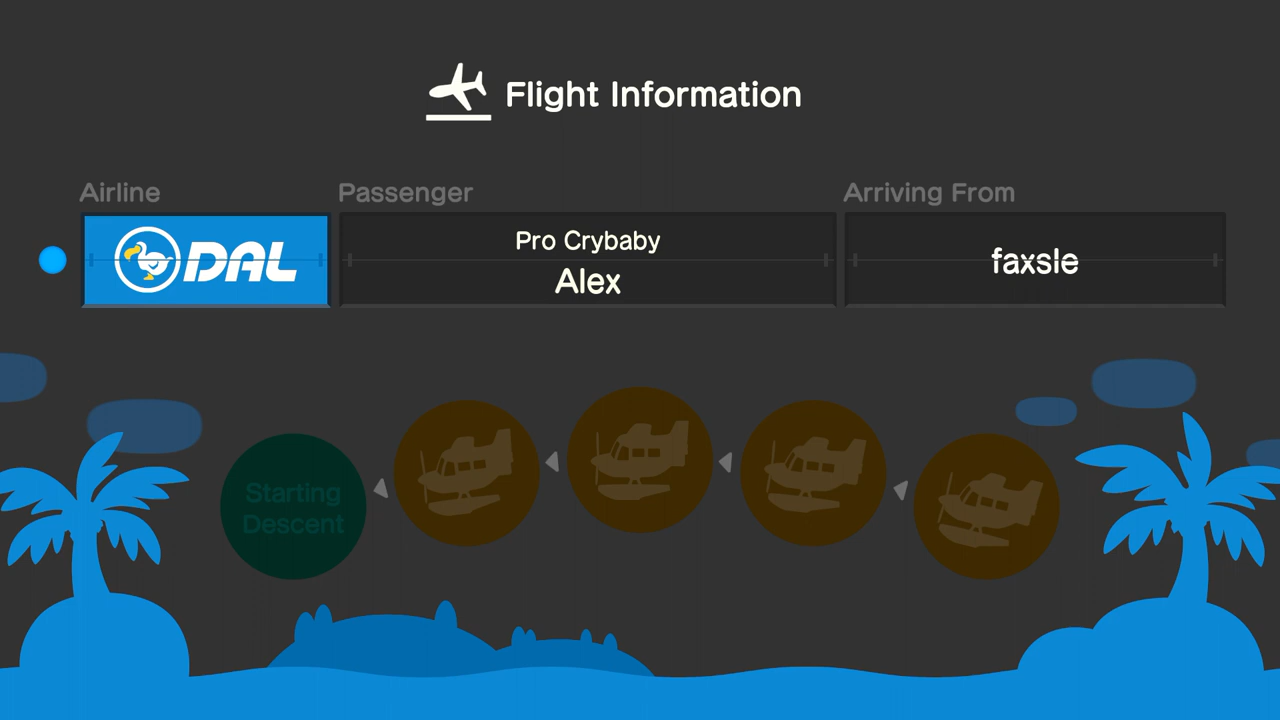 Flight Information
Airline
Passenger
Arriving From
DAL
Pro Crybaby
Alex
faxsle
Starting
Descent